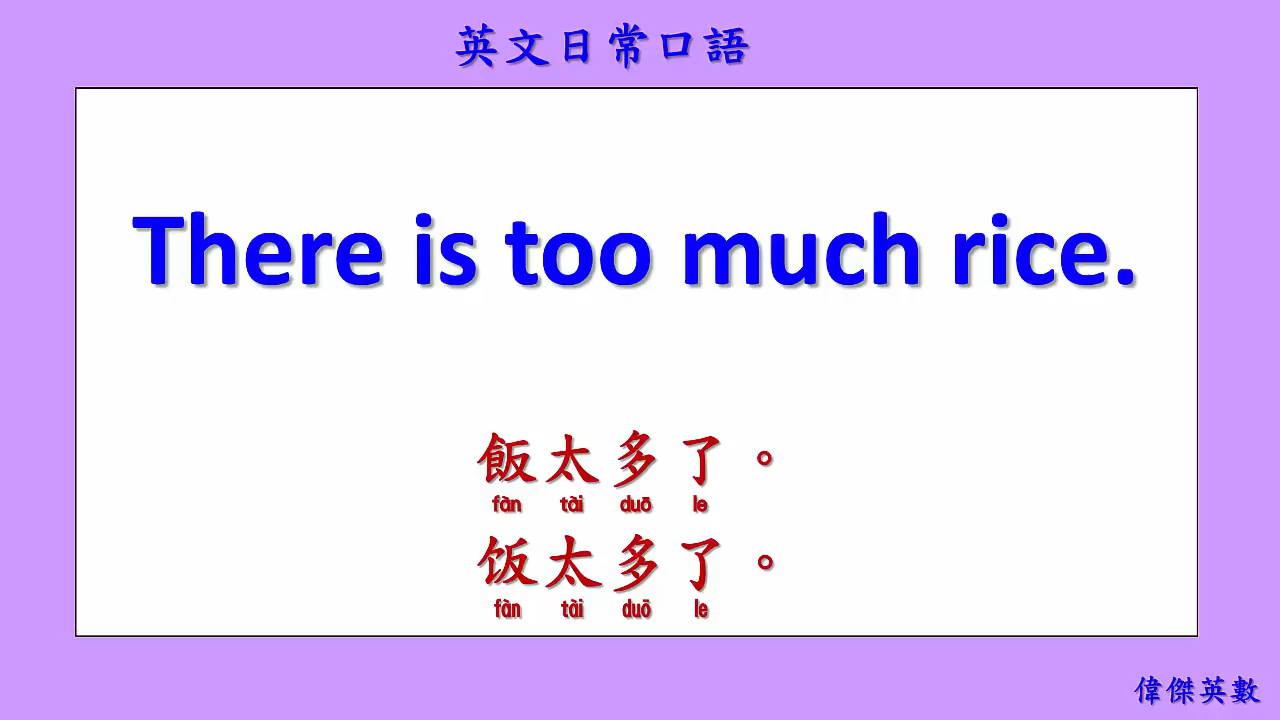 英文日常口語
There is too much rice.
飯太多了。
fàn tài duō le
饭太多了。
fàn tài duō le
偉傑英數